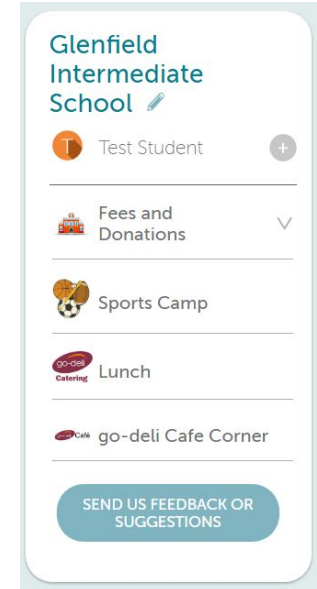 Glenfield
Intermediate
School
T
Test Student
+
Fees and
Donations
Sports Camp
go-deli
Catering
Lunch
go-deli Café
go-deli Cafe Corner
SEND US FEEDBACK OR
SUGGESTIONS